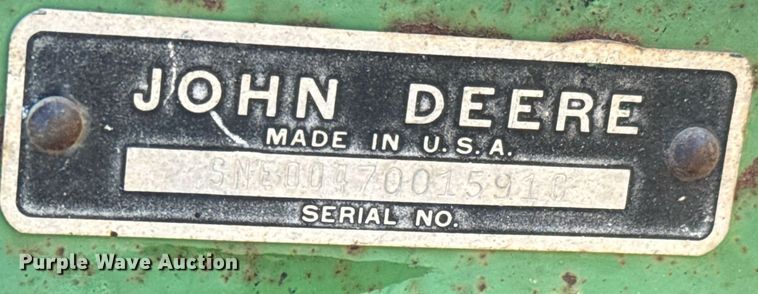 JOHN DEERE
MADE IN U.S.A.
SERIAL NO.
Purple Wave Auction